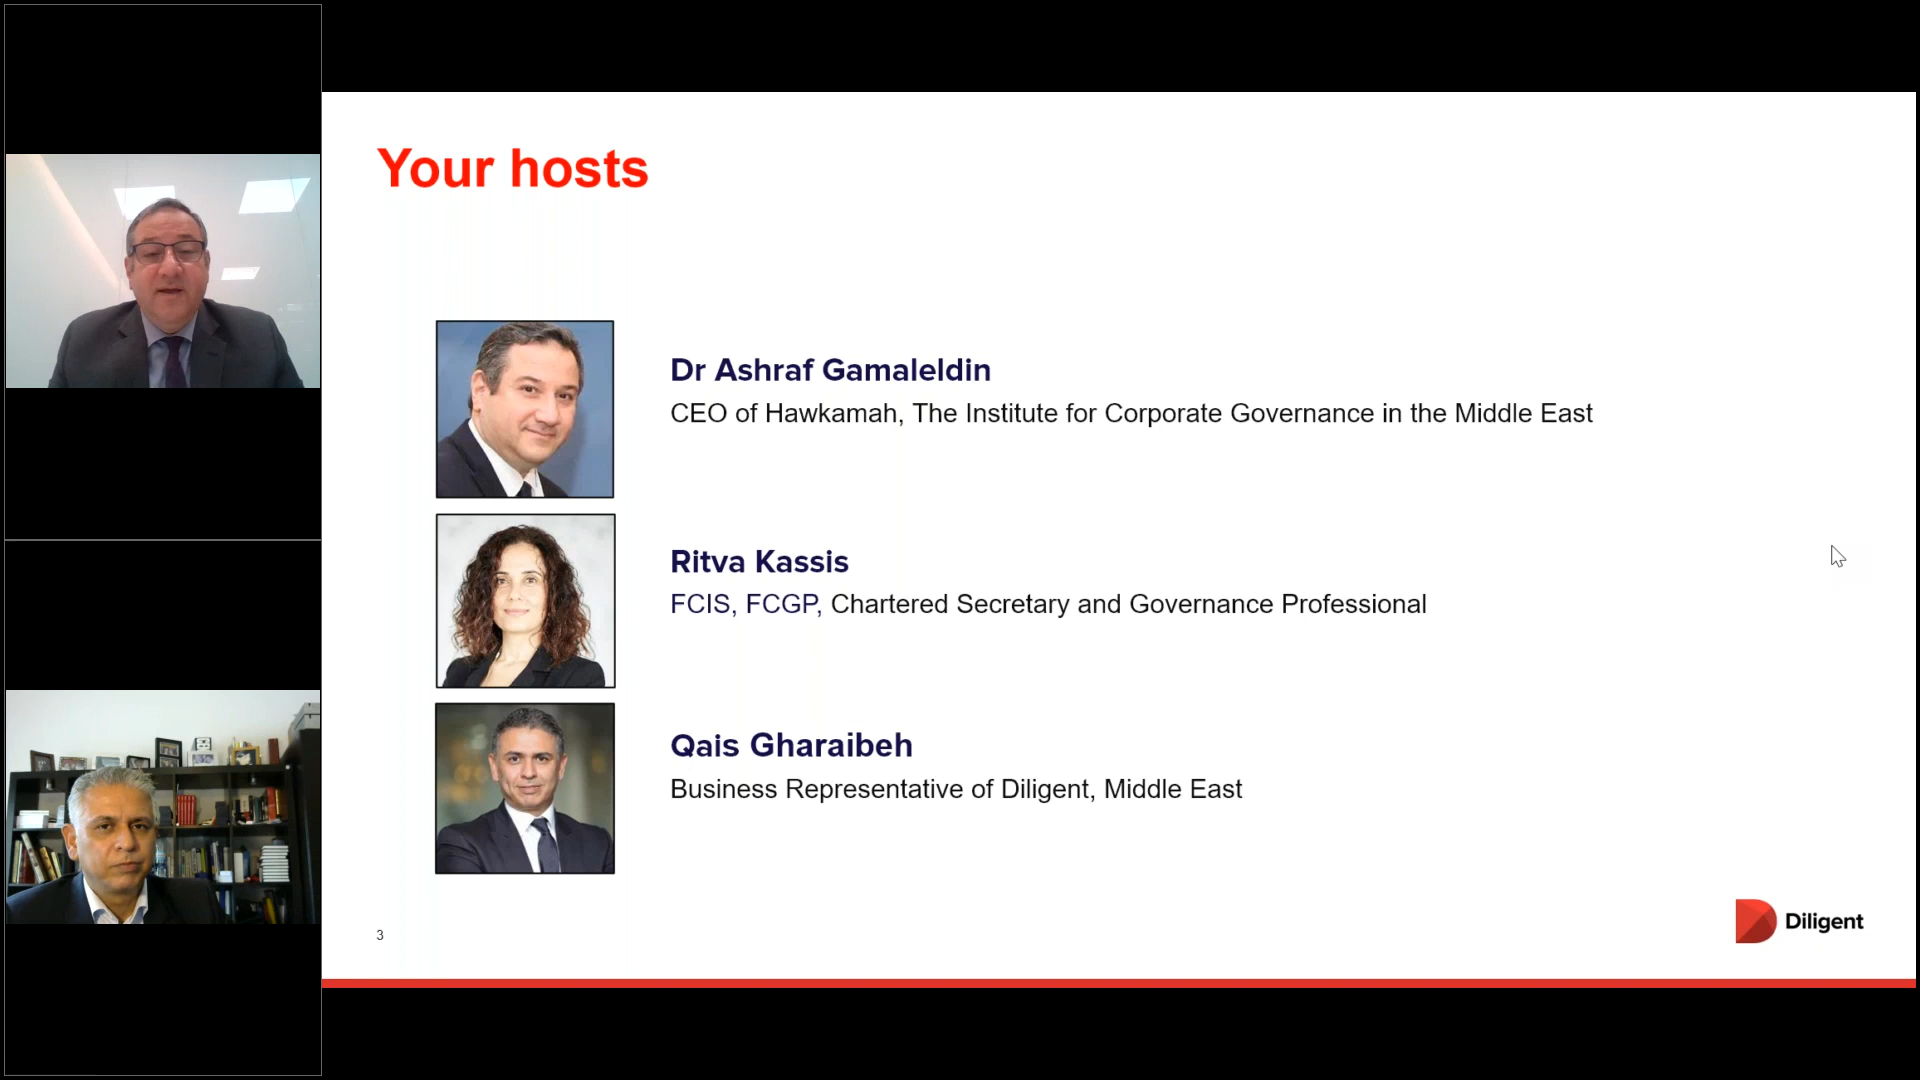 Your hosts
Dr Ashraf Gamaleldin
CEO of Hawkamah, The Institute for Corporate Governance in the Middle East
Ritva Kassis
FCIS, FCGP, Chartered Secretary and Governance Professional
Qais Gharaibeh
Business Representative of Diligent, Middle East
3
Diligent